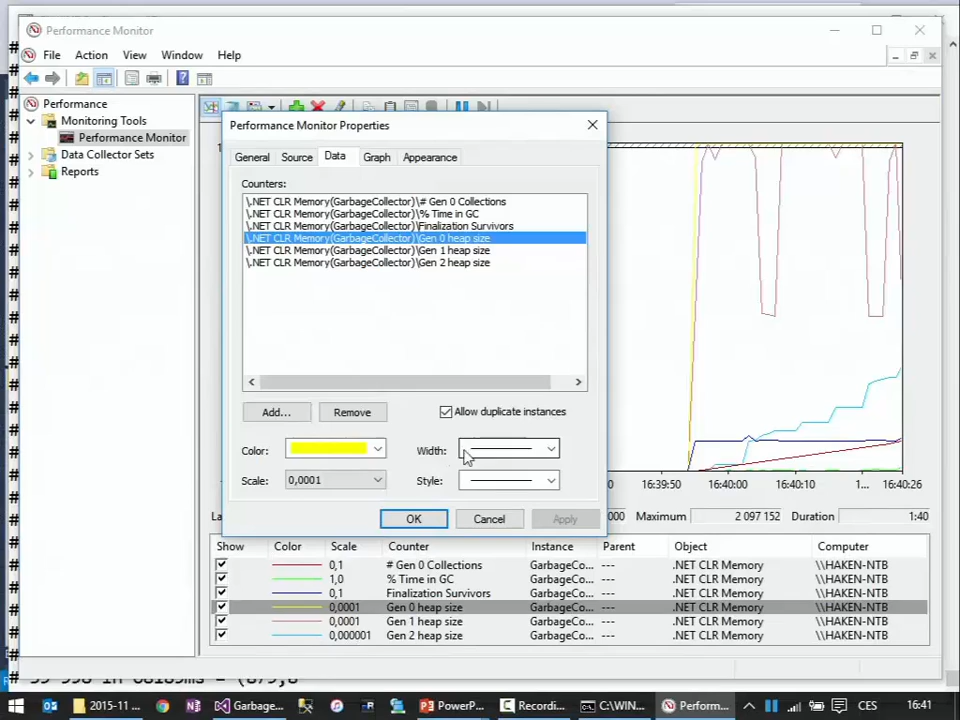 Performance Monitor
File Action View Window Help
Performance
Monitoring Tools
Performance Monitor
Data Collector Sets
Reports
Performance Monitor Properties
General Source Data Graph Appearance
Counters:
\.NET CLR Memory(GarbageCollector)\# Gen 0 Collections
\.NET CLR Memory(GarbageCollector)\% Time in GC
\.NET CLR Memory(GarbageCollector)\Finalization Survivors
\.NET CLR Memory(GarbageCollector)\Gen 0 heap size
\.NET CLR Memory(GarbageCollector)\Gen 1 heap size
\.NET CLR Memory(GarbageCollector)\Gen 2 heap size
Add... Remove Allow duplicate instances
Color: Width:
Scale: 0,0001 Style:
OK Cancel Apply
16:39:50 16:40:00 16:40:10 1... 16:40:26
La 000 Maximum 2 097 152 Duration 1:40
Show Color Scale Counter Instance Parent Object Computer
0,1 # Gen 0 Collections GarbageCo... --- .NET CLR Memory \\HAKEN-NTB
1,0 % Time in GC GarbageCo... --- .NET CLR Memory \\HAKEN-NTB
0,1 Finalization Survivors GarbageCo... --- .NET CLR Memory \\HAKEN-NTB
0,0001 Gen 0 heap size GarbageCo... --- .NET CLR Memory \\HAKEN-NTB
0,0001 Gen 1 heap size GarbageCo... --- .NET CLR Memory \\HAKEN-NTB
0,000001 Gen 2 heap size GarbageCo... --- .NET CLR Memory \\HAKEN-NTB
2015-11 ... Garbage... PowerP... Recordi... C:\WIN... Perform... CES 16:41